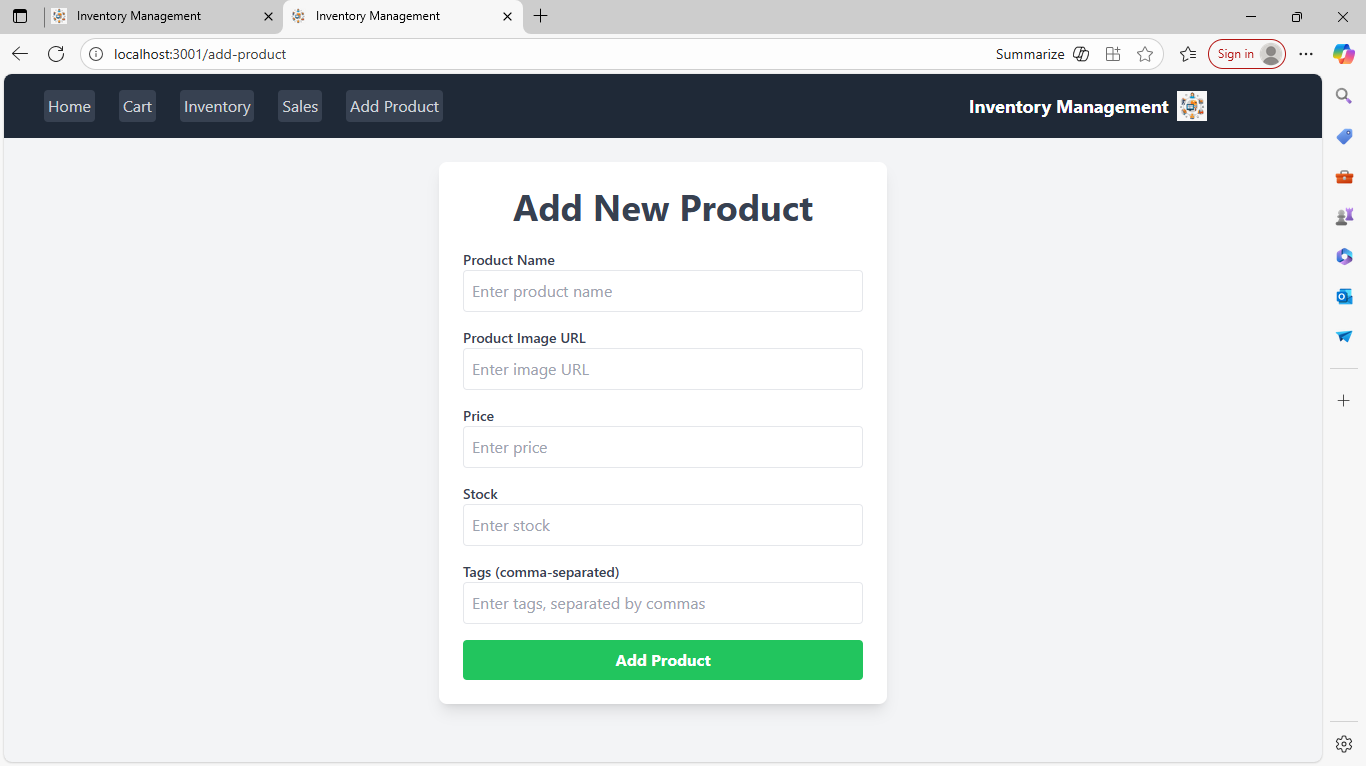 Inventory Management
Inventory Management
localhost:3001/add-product
Summarize
Sign in
Home
Cart
Inventory
Sales
Add Product
Inventory Management
Add New Product
Product Name
Enter product name
Product Image URL
Enter image URL
Price
Enter price
Stock
Enter stock
Tags (comma-separated)
Enter tags, separated by commas
Add Product